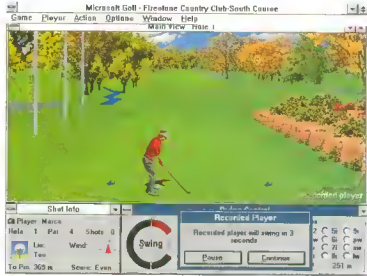 Microsoft Golf - Firestone Country Club-South Course
Game Player Action Options Window Help
Main View Hole 1
Recorded player
Shot Info
Player Marco
Hole 1 Par 4 Shots 0
Lie:
Tee
Wind:
To Pin 369 m Score: Even
Swing
Recorded Player
Recorded player will swing in 3
seconds
Pause
Continue
251 m